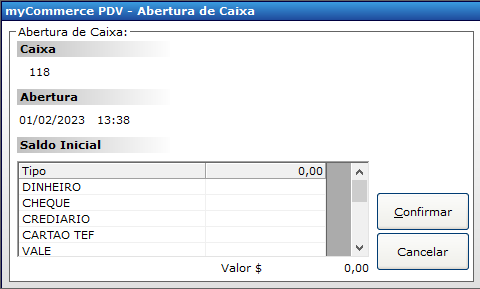 myCommerce PDV - Abertura de Caixa
Abertura de Caixa:
Caixa
118
Abertura
01/02/2023 13:38
Saldo Inicial
Tipo 0,00
DINHEIRO
CHEQUE
CREDIARIO
CARTAO TEF
VALE
Confirmar
Cancelar
Valor $ 0,00